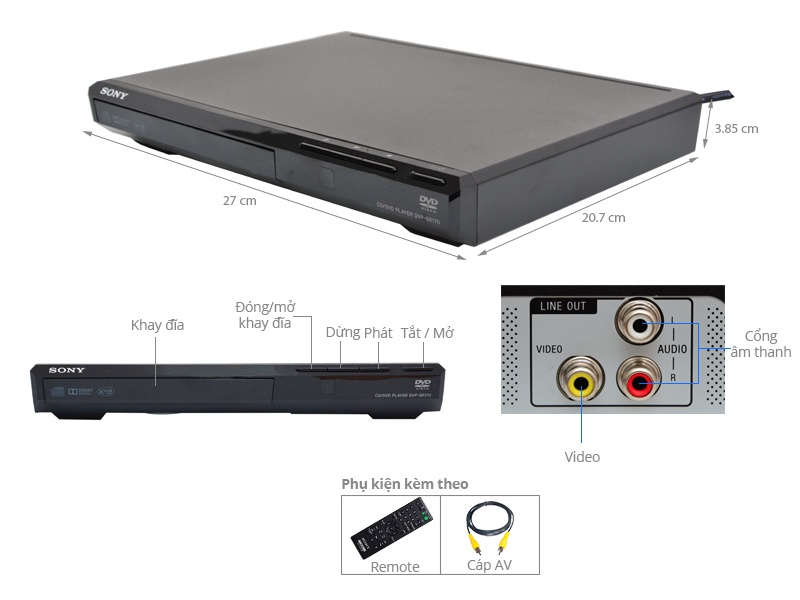 SONY
DVD
VIDEO
CD/DVD PLAYER DVP-SR170
3.85 cm
27 cm
20.7 cm
Đóng/mở
khay đĩa
Khay đĩa
Dừng
Phát
Tắt / Mở
SONY
DVD
VIDEO
CD/DVD PLAYER DVP-SR170
LINE OUT
L
VIDEO
AUDIO
R
Cổng
âm thanh
Video
Phụ kiện kèm theo
Remote
Cáp AV